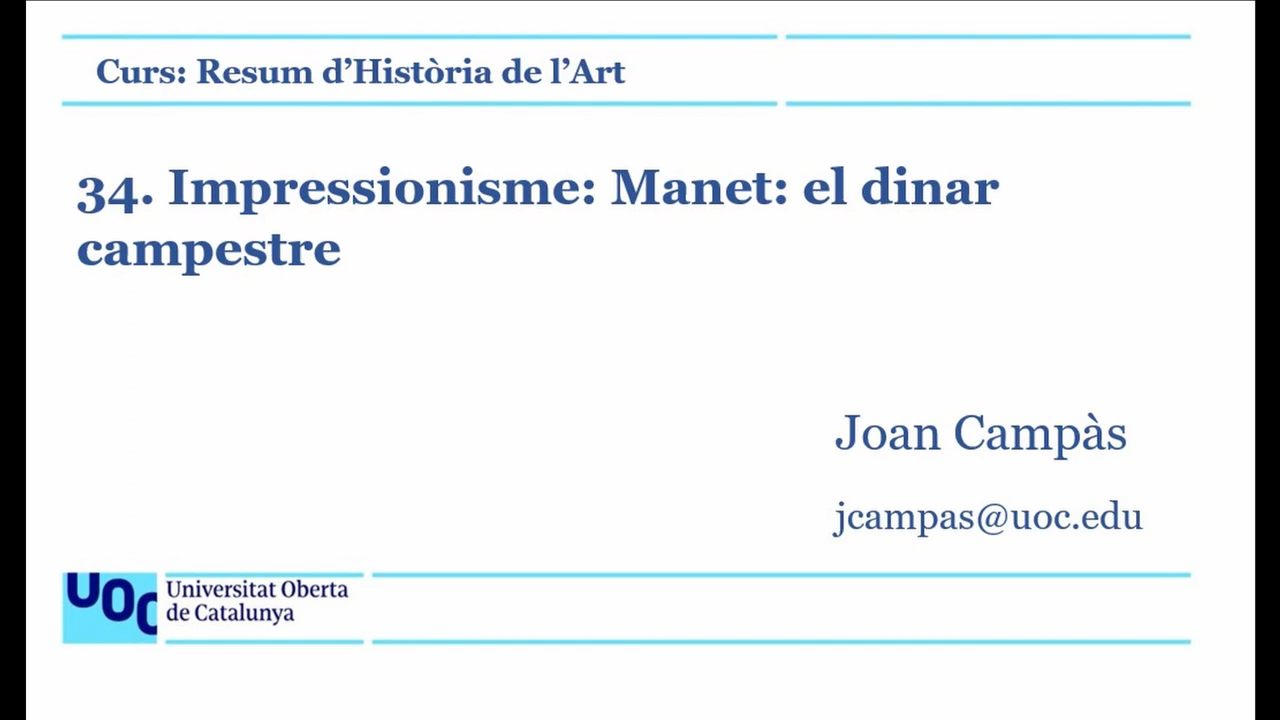 Curs: Resum d’Història de l’Art
34. Impressionisme: Manet: el dinar
campestre
Joan Campàs
jcampas@uoc.edu
UOC
Universitat Oberta
de Catalunya